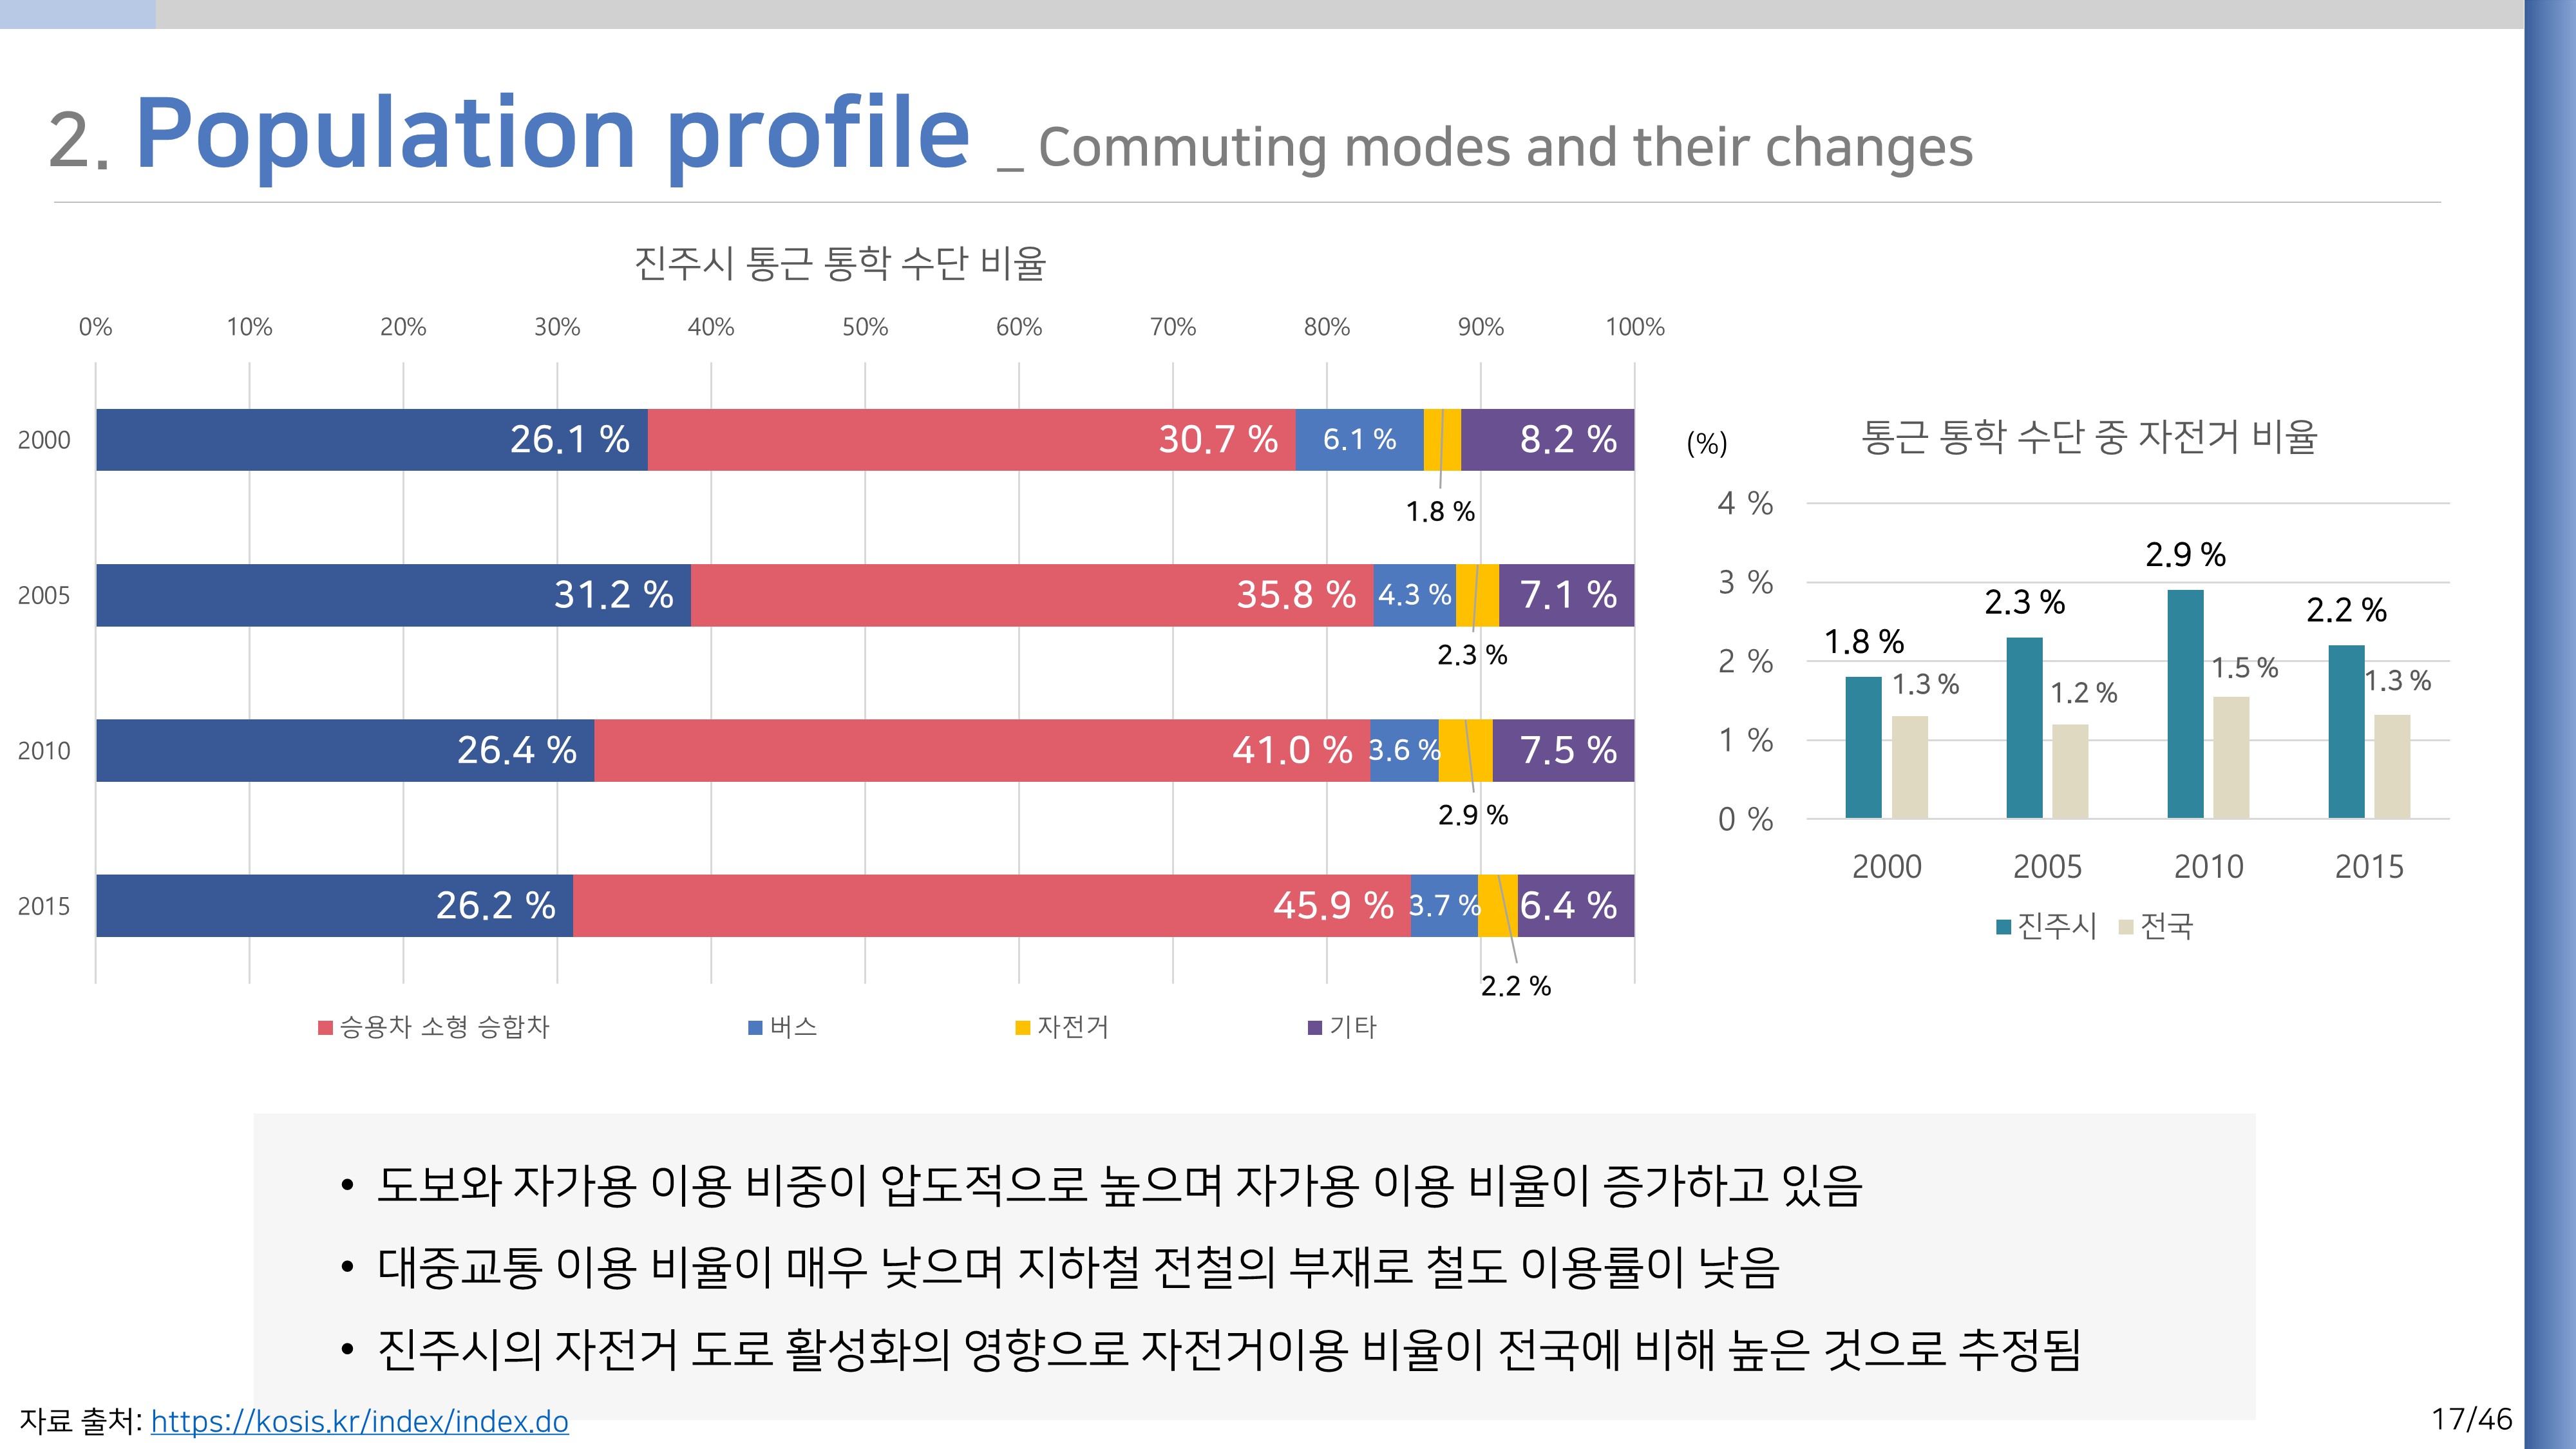 2. Population profile _ Commuting modes and their changes
진주시 통근 통학 수단 비율
0% 10% 20% 30% 40% 50% 60% 70% 80% 90% 100%
2000 26.1 % 30.7 % 6.1 % 8.2 %
1.8 %
2005 31.2 % 35.8 % 4.3 % 7.1 %
2.3 %
2010 26.4 % 41.0 % 3.6 % 7.5 %
2.9 %
2015 26.2 % 45.9 % 3.7 % 6.4 %
2.2 %
승용차 소형 승합차 버스 자전거 기타
(%) 통근 통학 수단 중 자전거 비율
4 %
3 %
2 %
1 %
0 %
1.8 % 2.3 % 2.9 % 2.2 %
1.3 % 1.2 % 1.5 % 1.3 %
2000 2005 2010 2015
진주시 전국
• 도보와 자가용 이용 비중이 압도적으로 높으며 자가용 이용 비율이 증가하고 있음
• 대중교통 이용 비율이 매우 낮으며 지하철 전철의 부재로 철도 이용률이 낮음
• 진주시의 자전거 도로 활성화의 영향으로 자전거이용 비율이 전국에 비해 높은 것으로 추정됨
자료 출처: https://kosis.kr/index/index.do
17/46